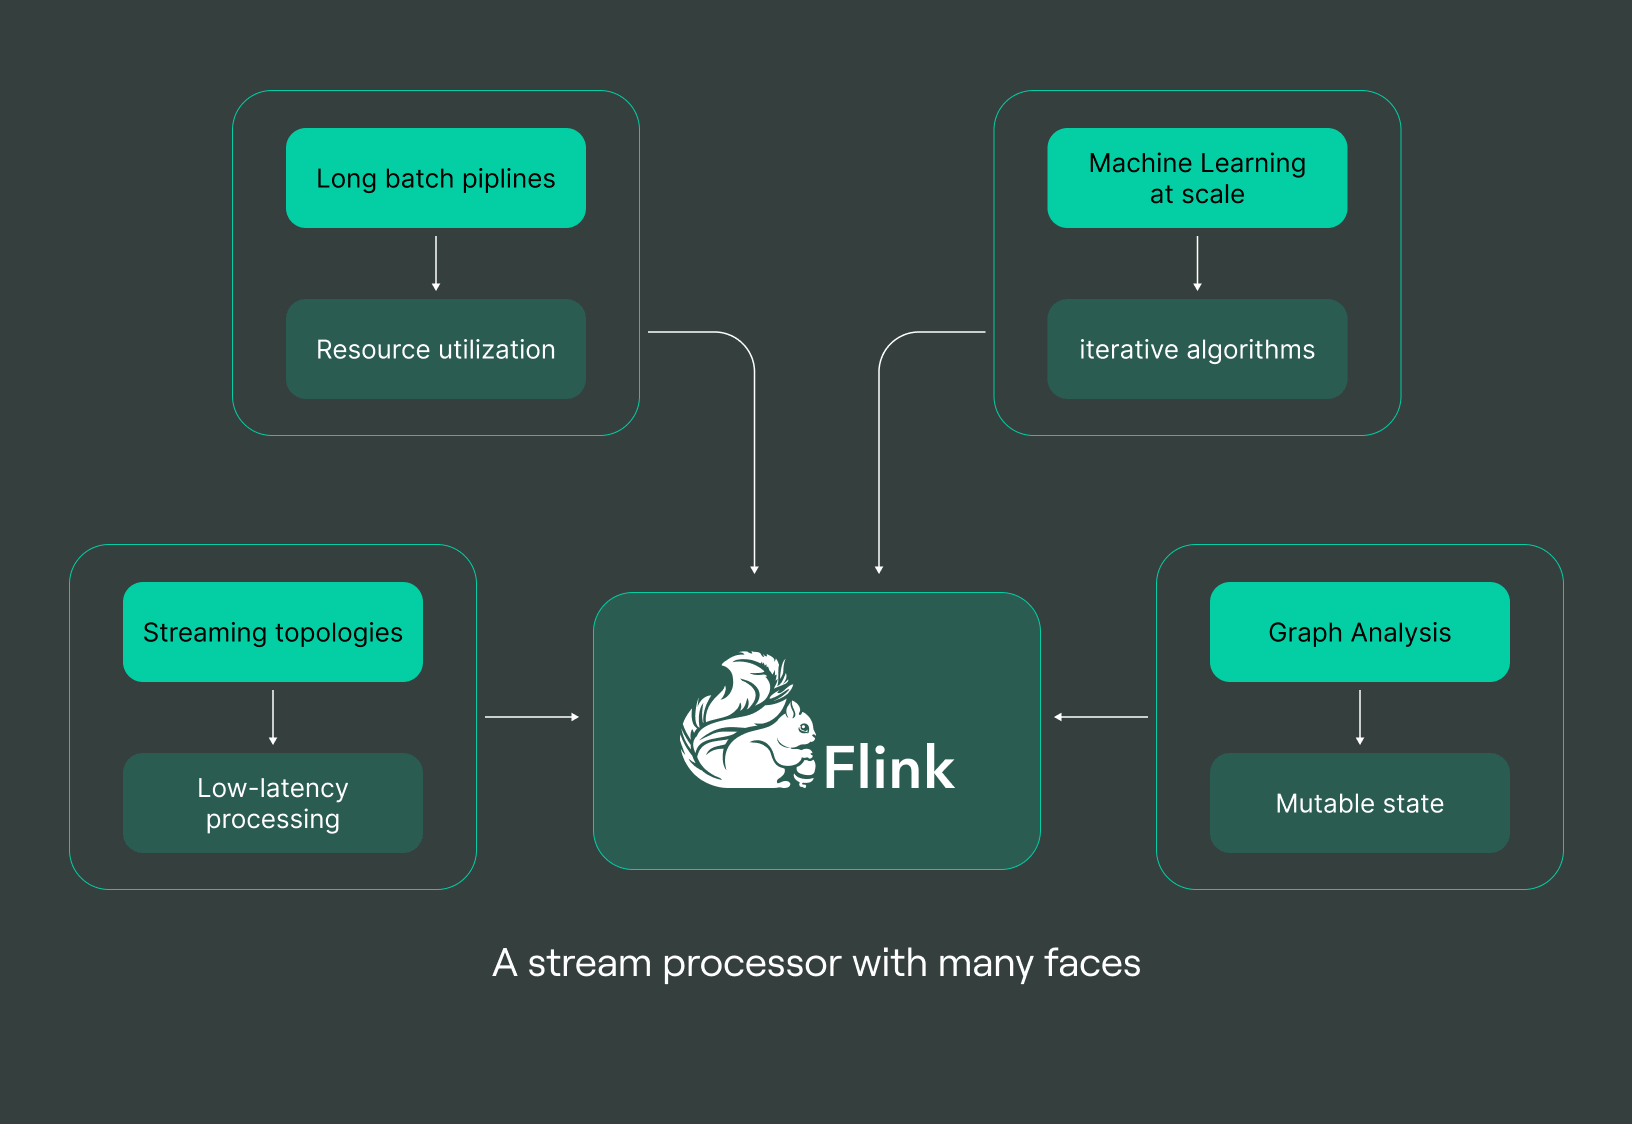 Long batch piplines
Resource utilization
Machine Learning
at scale
iterative algorithms
Streaming topologies
Low-latency
processing
Flink
Graph Analysis
Mutable state
A stream processor with many faces